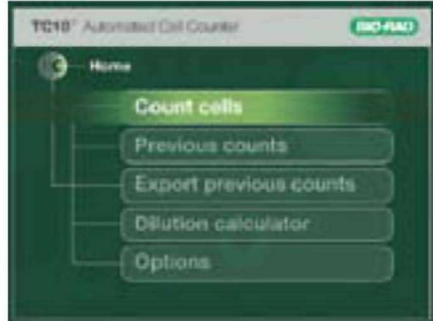 TC10™ Automated Cell Counter BIO-RAD
Home
Count cells
Previous counts
Export previous counts
Dilution calculator
Options